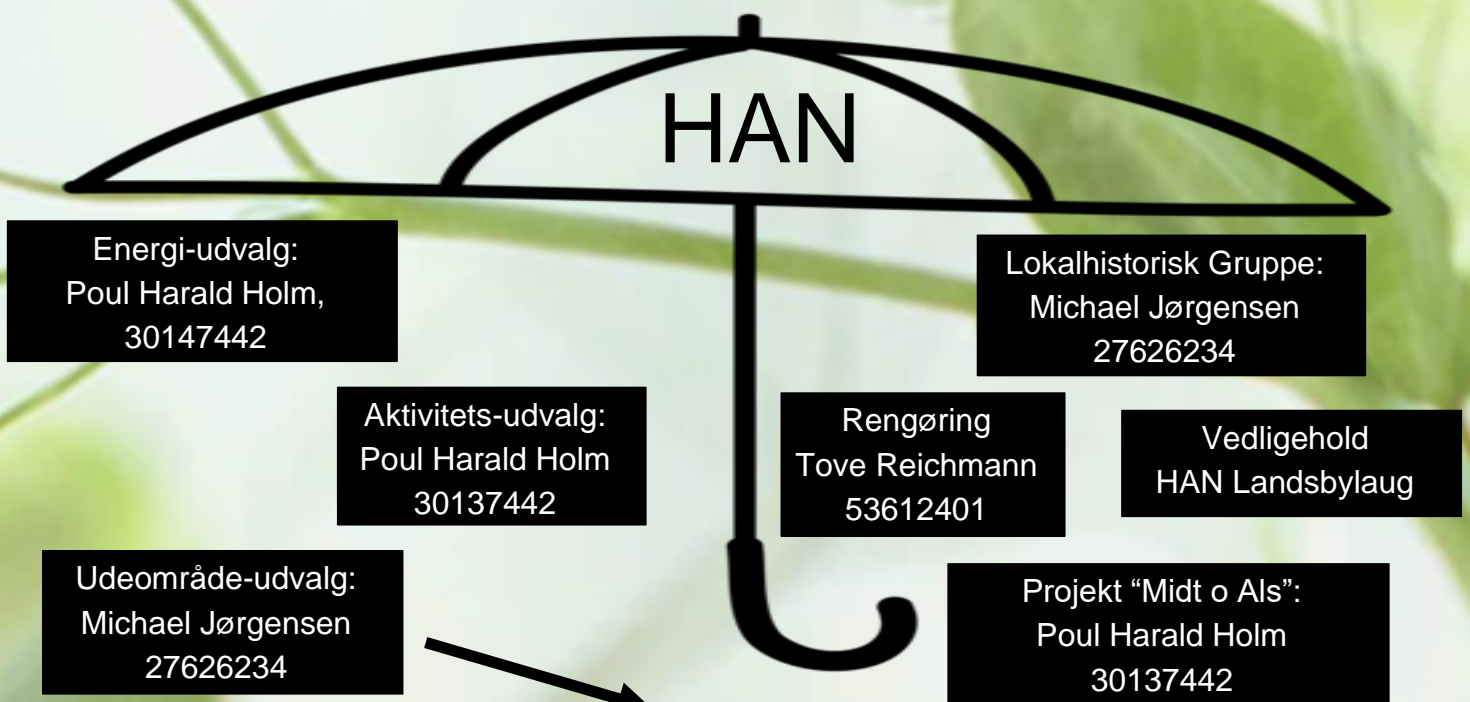 HAN
Energi-udvalg:
Poul Harald Holm,
30147442
Lokalhistorisk Gruppe:
Michael Jørgensen
27626234
Aktivitets-udvalg:
Poul Harald Holm
30137442
Rengøring
Tove Reichmann
53612401
Vedligehold
HAN Landsbylaug
Udeområde-udvalg:
Michael Jørgensen
27626234
Projekt “Midt o Als”:
Poul Harald Holm
30137442